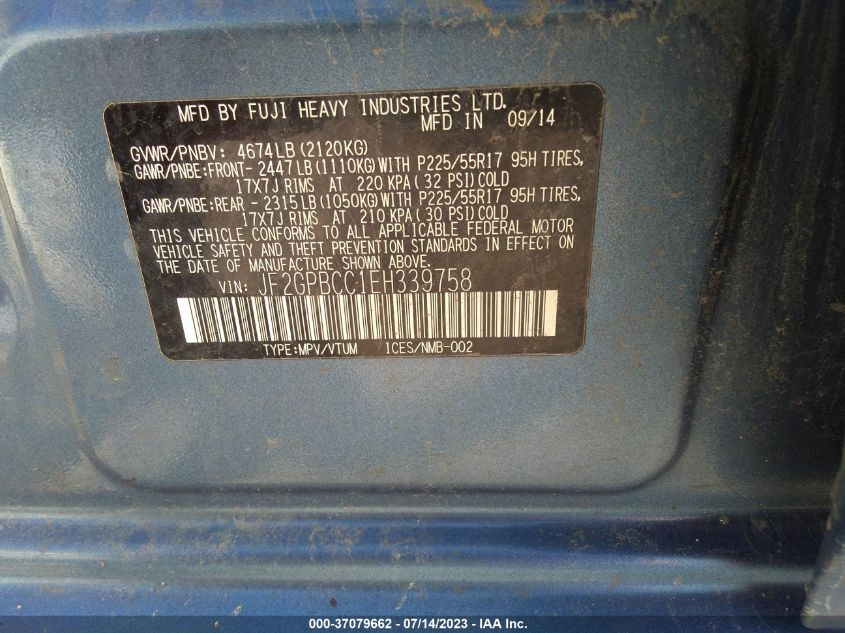 MFD BY FUJI HEAVY INDUSTRIES LTD.
MFD IN 09/14
GVWR/PNBV: 4674LB(2120KG)
GAWR/PNBE:FRONT-2447LB(1110KG)WITH P225/55R17 95H TIRES,
17X7J RIMS AT 220 KPA(32 PSI)COLD
GAWR/PNBE:REAR -2315LB(1050KG)WITH P225/55R17 95H TIRES,
17X7J RIMS AT 210 KPA(30 PSI)COLD
THIS VEHICLE CONFORMS TO ALL APPLICABLE FEDERAL MOTOR
VEHICLE SAFETY AND THEFT PREVENTION STANDARDS IN EFFECT ON
THE DATE OF MANUFACTURE SHOWN ABOVE.
VIN: JF2GPBCC1EH339758
TYPE:MPV/VTUM ICES/NMB-002
000-37079662 - 07/14/2023 - IAA Inc.